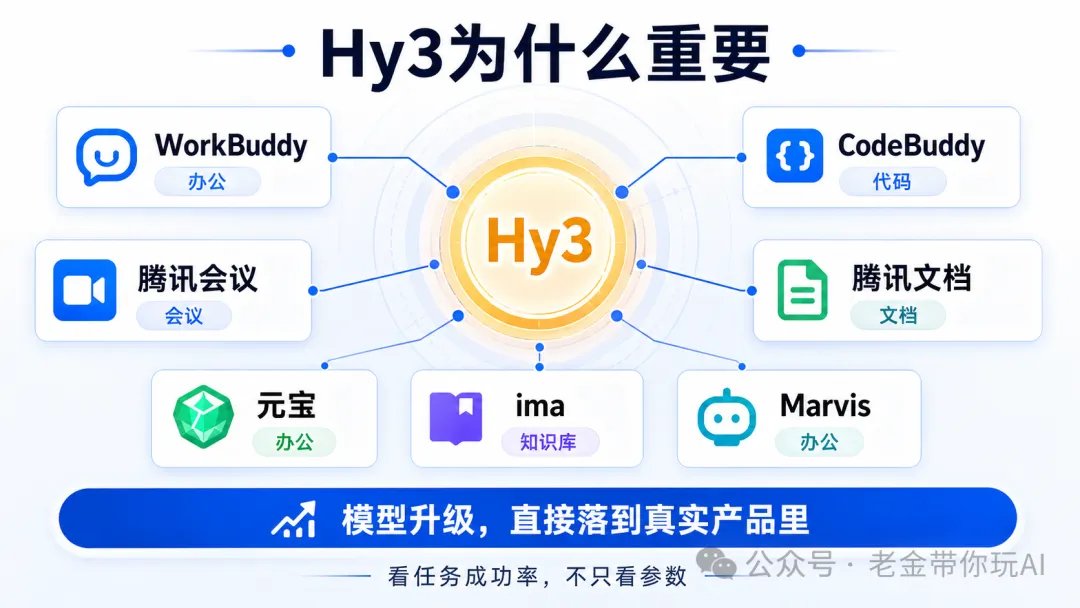 Hy3为什么重要
WorkBuddy
办公
CodeBuddy
代码
Hy3
腾讯会议
会议
腾讯文档
文档
元宝
办公
ima
知识库
Marvis
办公
模型升级，直接落到真实产品里
看任务成功率，不只看参数
公众号 · 老金带你玩AI